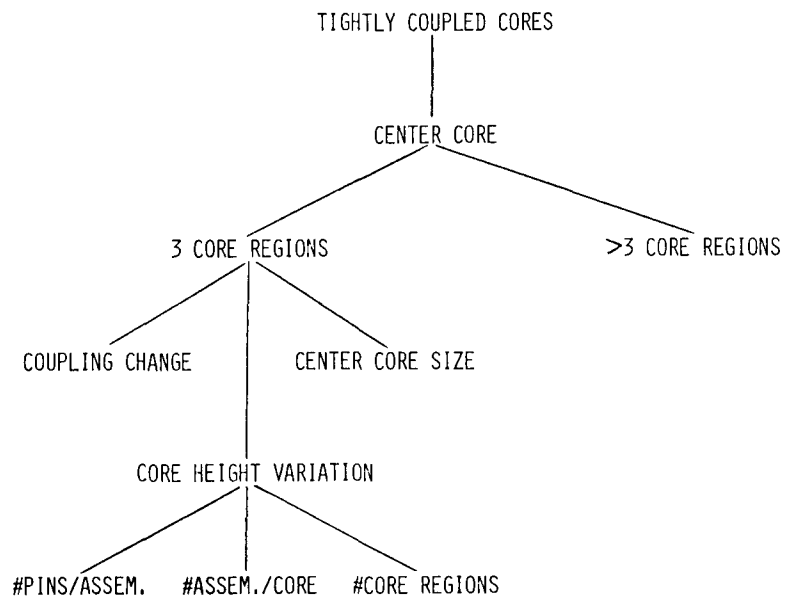 TIGHTLY COUPLED CORES
CENTER CORE
3 CORE REGIONS
>3 CORE REGIONS
COUPLING CHANGE
CENTER CORE SIZE
CORE HEIGHT VARIATION
#PINS/ASSEM.
#ASSEM./CORE
#CORE REGIONS